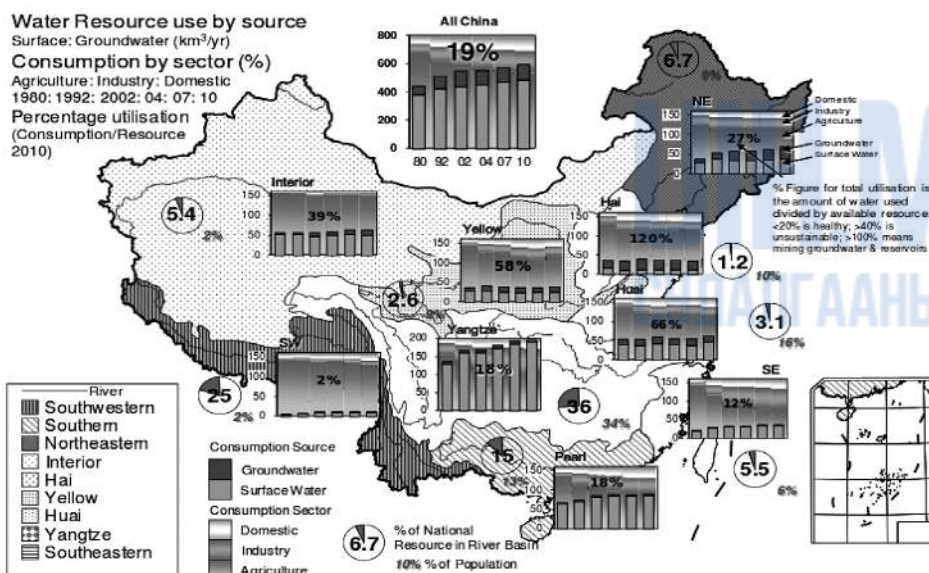 Water Resource use by source
Surface: Groundwater (km³/yr)
Consumption by sector (%)
Agriculture: Industry: Domestic
1980: 1992: 2002: 04: 07: 10
Percentage utilisation
(Consumption/Resource
2010)
All China
800
600
400
200
0
19%
80 92 02 04 07 10
6.7
NE
150
100
50
0
27%
Domestic
Industry
Agriculture
Groundwater
Surface Water
% Figure for total utilisation is
the amount of water used
divided by available resource
<20% is healthy; >40% is
unsustainable; >100% means
mining groundwater & reservoirs
Interior
150
100
50
0
39%
5.4
2%
Yellow
150
100
50
0
58%
2.6
Hai
150
100
50
0
120%
1.2
10%
Huai
150
100
50
0
66%
3.1
16%
Yangtze
200
150
100
50
0
18%
36
34%
SW
150
100
50
0
2%
25
2%
SE
150
100
50
0
12%
5.5
6%
Pearl
150
100
50
0
18%
15
13%
River
Southwestern
Southern
Northeastern
Interior
Hai
Yellow
Huai
Yangtze
Southeastern
Consumption Source
Groundwater
Surface Water
Consumption Sector
Domestic
Industry
Agriculture
6.7
% of National
Resource in River Basin
10% % of Population